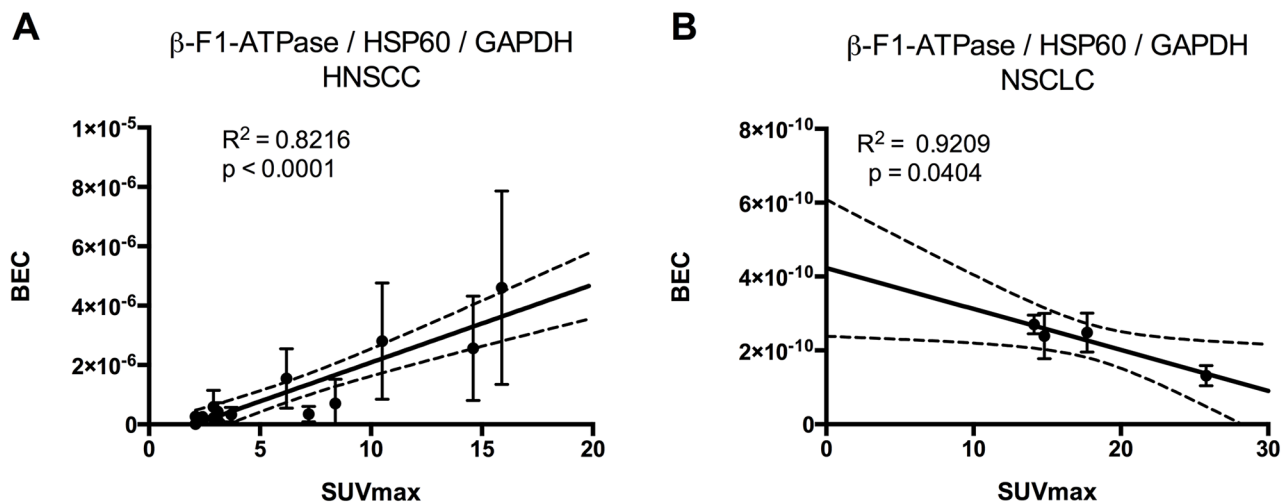 A
β-F1-ATPase / HSP60 / GAPDH
HNSCC
R² = 0.8216
p < 0.0001
1×10⁻⁵
8×10⁻⁶
6×10⁻⁶
4×10⁻⁶
2×10⁻⁶
0
BEC
0 5 10 15 20
SUVmax
B
β-F1-ATPase / HSP60 / GAPDH
NSCLC
R² = 0.9209
p = 0.0404
8×10⁻¹⁰
6×10⁻¹⁰
4×10⁻¹⁰
2×10⁻¹⁰
0
BEC
0 10 20 30
SUVmax